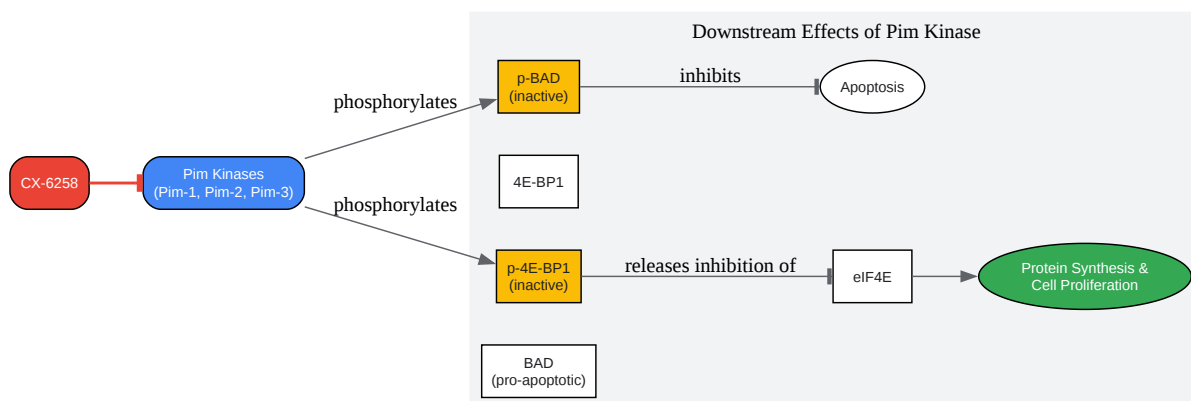 Downstream Effects of Pim Kinase
p-BAD
(inactive)
inhibits
Apoptosis
phosphorylates
4E-BP1
CX-6258
Pim Kinases
(Pim-1, Pim-2, Pim-3)
phosphorylates
p-4E-BP1
(inactive)
releases inhibition of
eIF4E
Protein Synthesis &
Cell Proliferation
BAD
(pro-apoptotic)